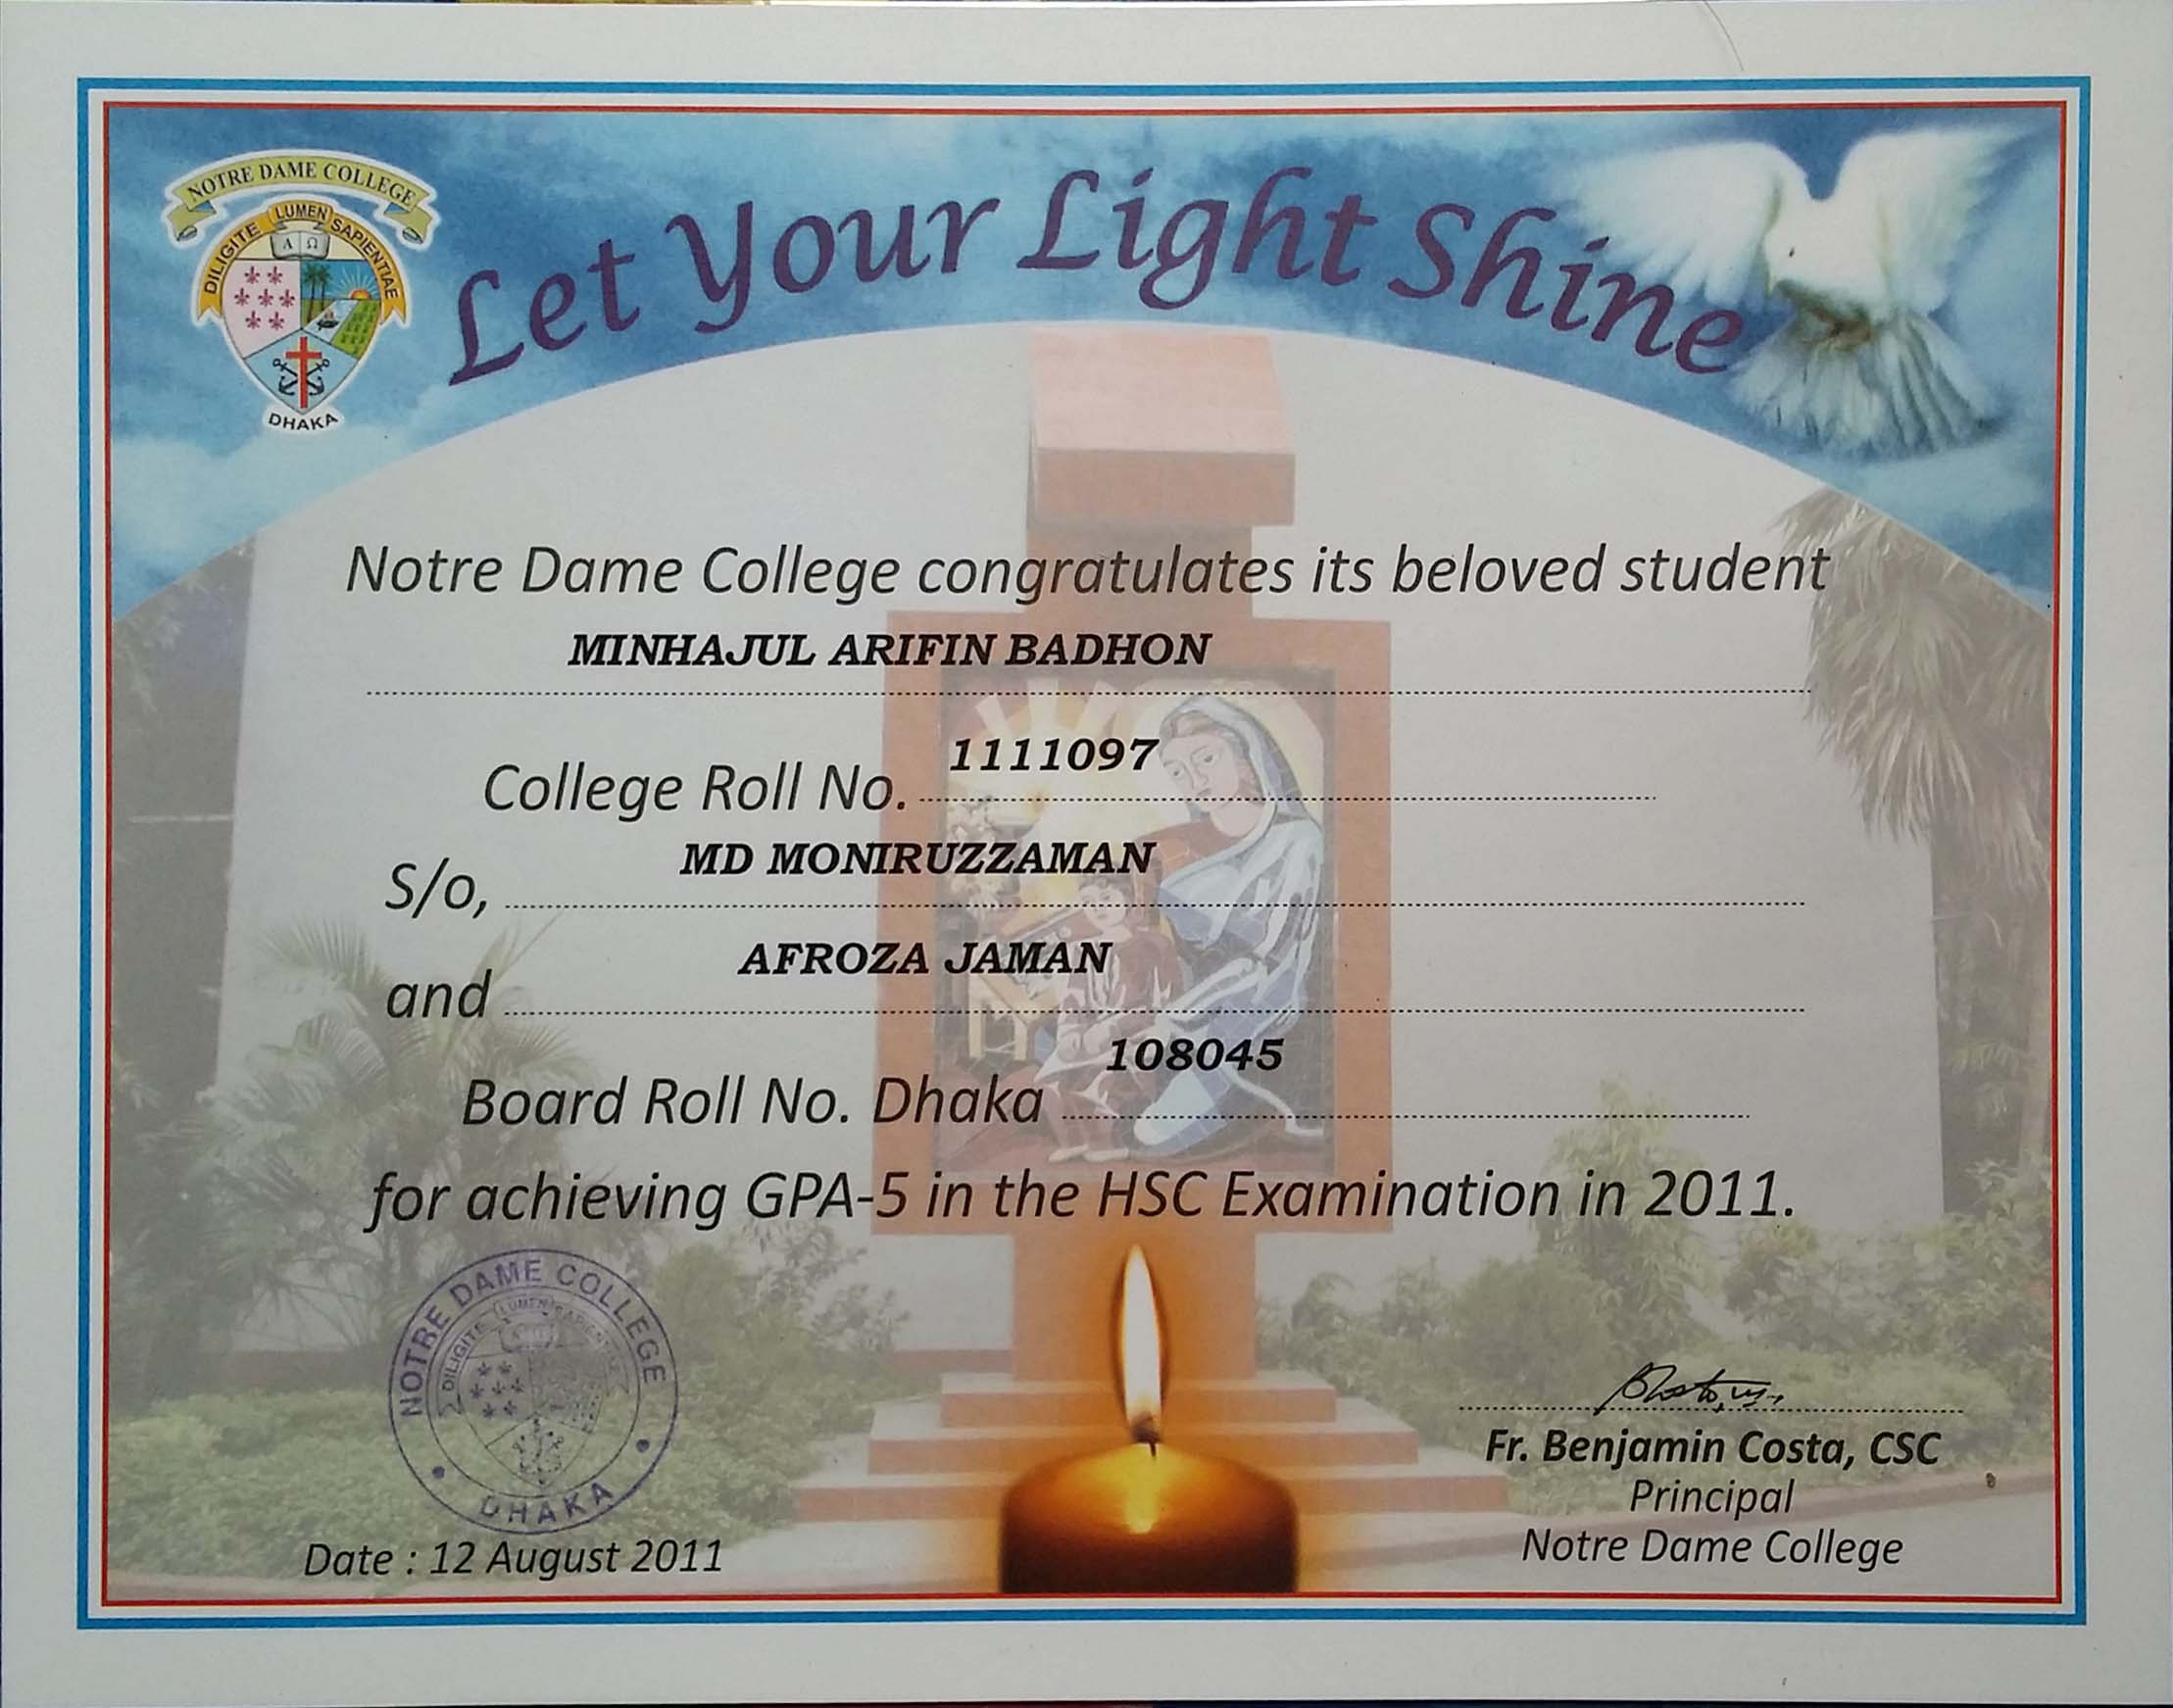 NOTRE DAME COLLEGE
DILIGITE LUMEN SAPIENTIAE
Α Ω
DHAKA
Let Your Light Shine
Notre Dame College congratulates its beloved student
MINHAJUL ARIFIN BADHON
College Roll No. 1111097
S/o, MD MONIRUZZAMAN
and AFROZA JAMAN
Board Roll No. Dhaka 108045
for achieving GPA-5 in the HSC Examination in 2011.
NOTRE DAME COLLEGE
DILIGITE LUMEN SAPIENTIAE
DHAKA
Date : 12 August 2011
Fr. Benjamin Costa, CSC
Principal
Notre Dame College